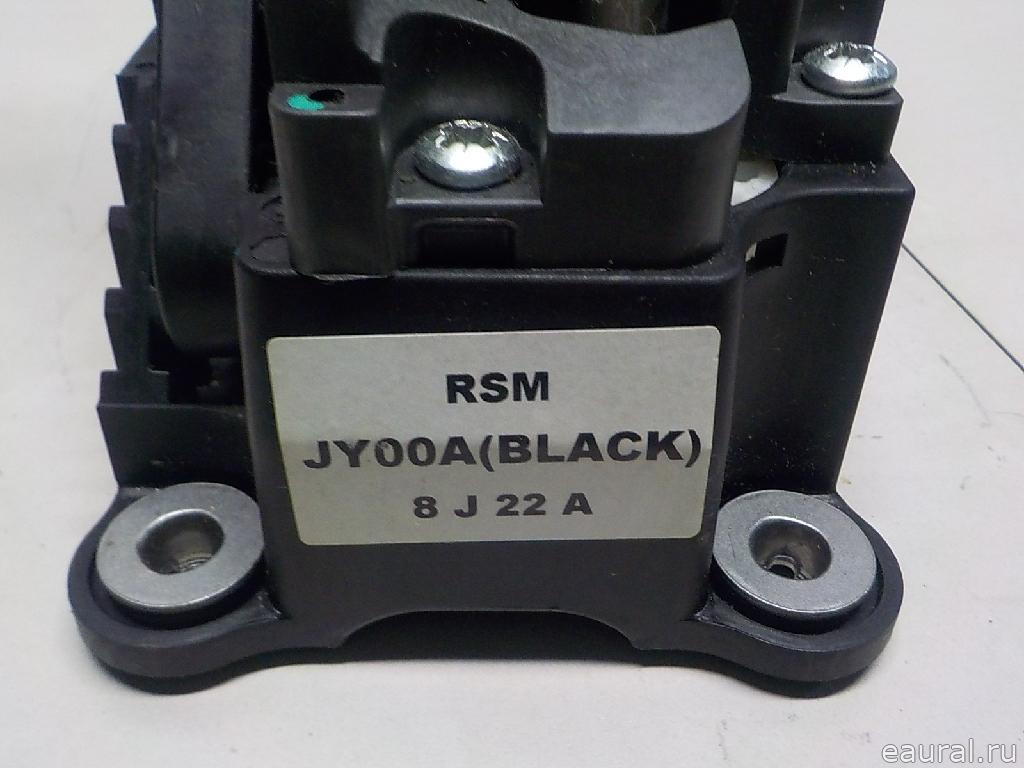 RSM
JY00A(BLACK)
8 J 22 A
eaural.ru